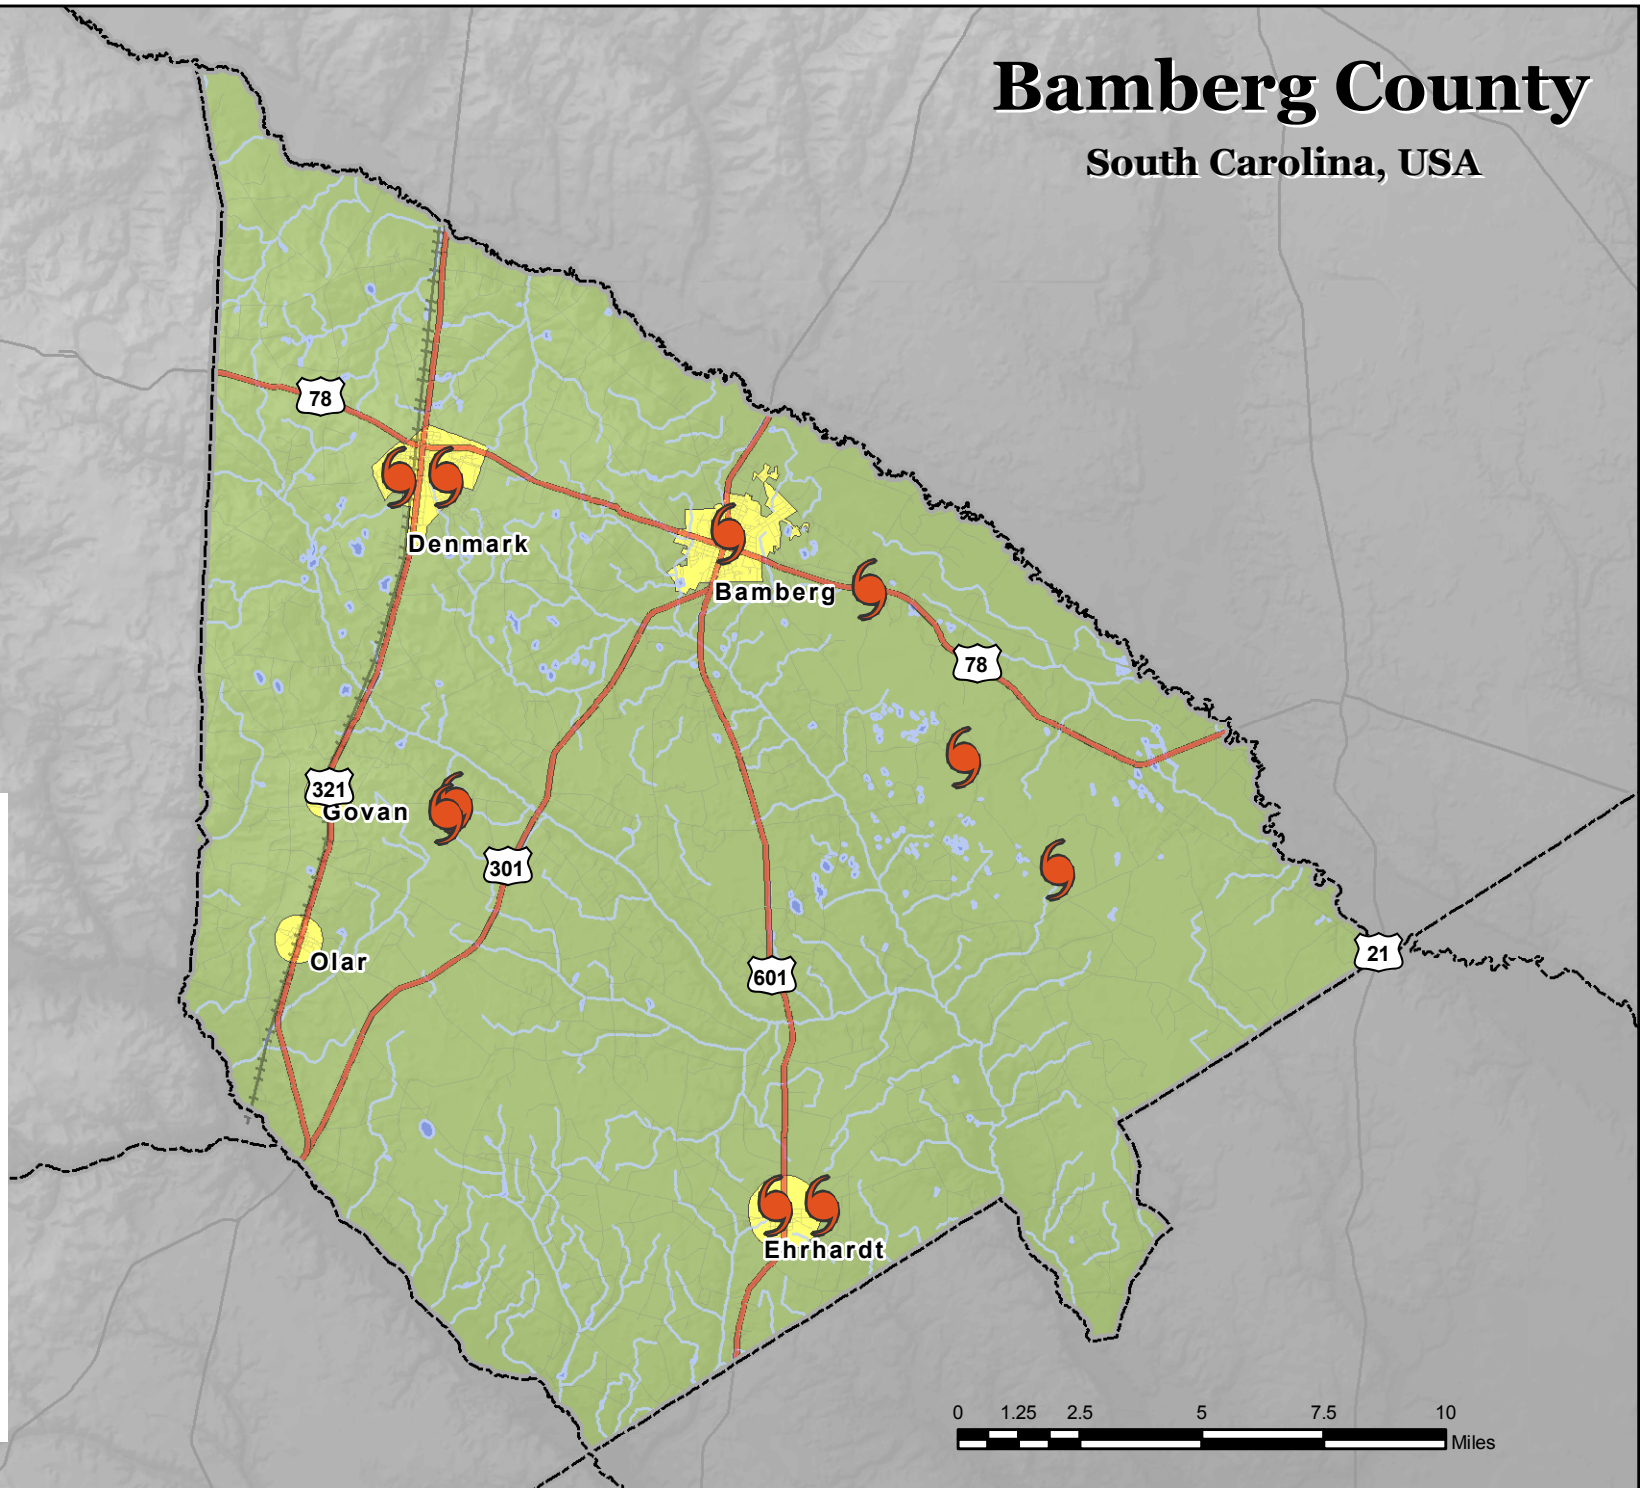 Bamberg County
South Carolina, USA
78
Denmark
Bamberg
78
321
Govan
301
Olar
21
601
Ehrhardt
0 1.25 2.5 5 7.5 10
Miles